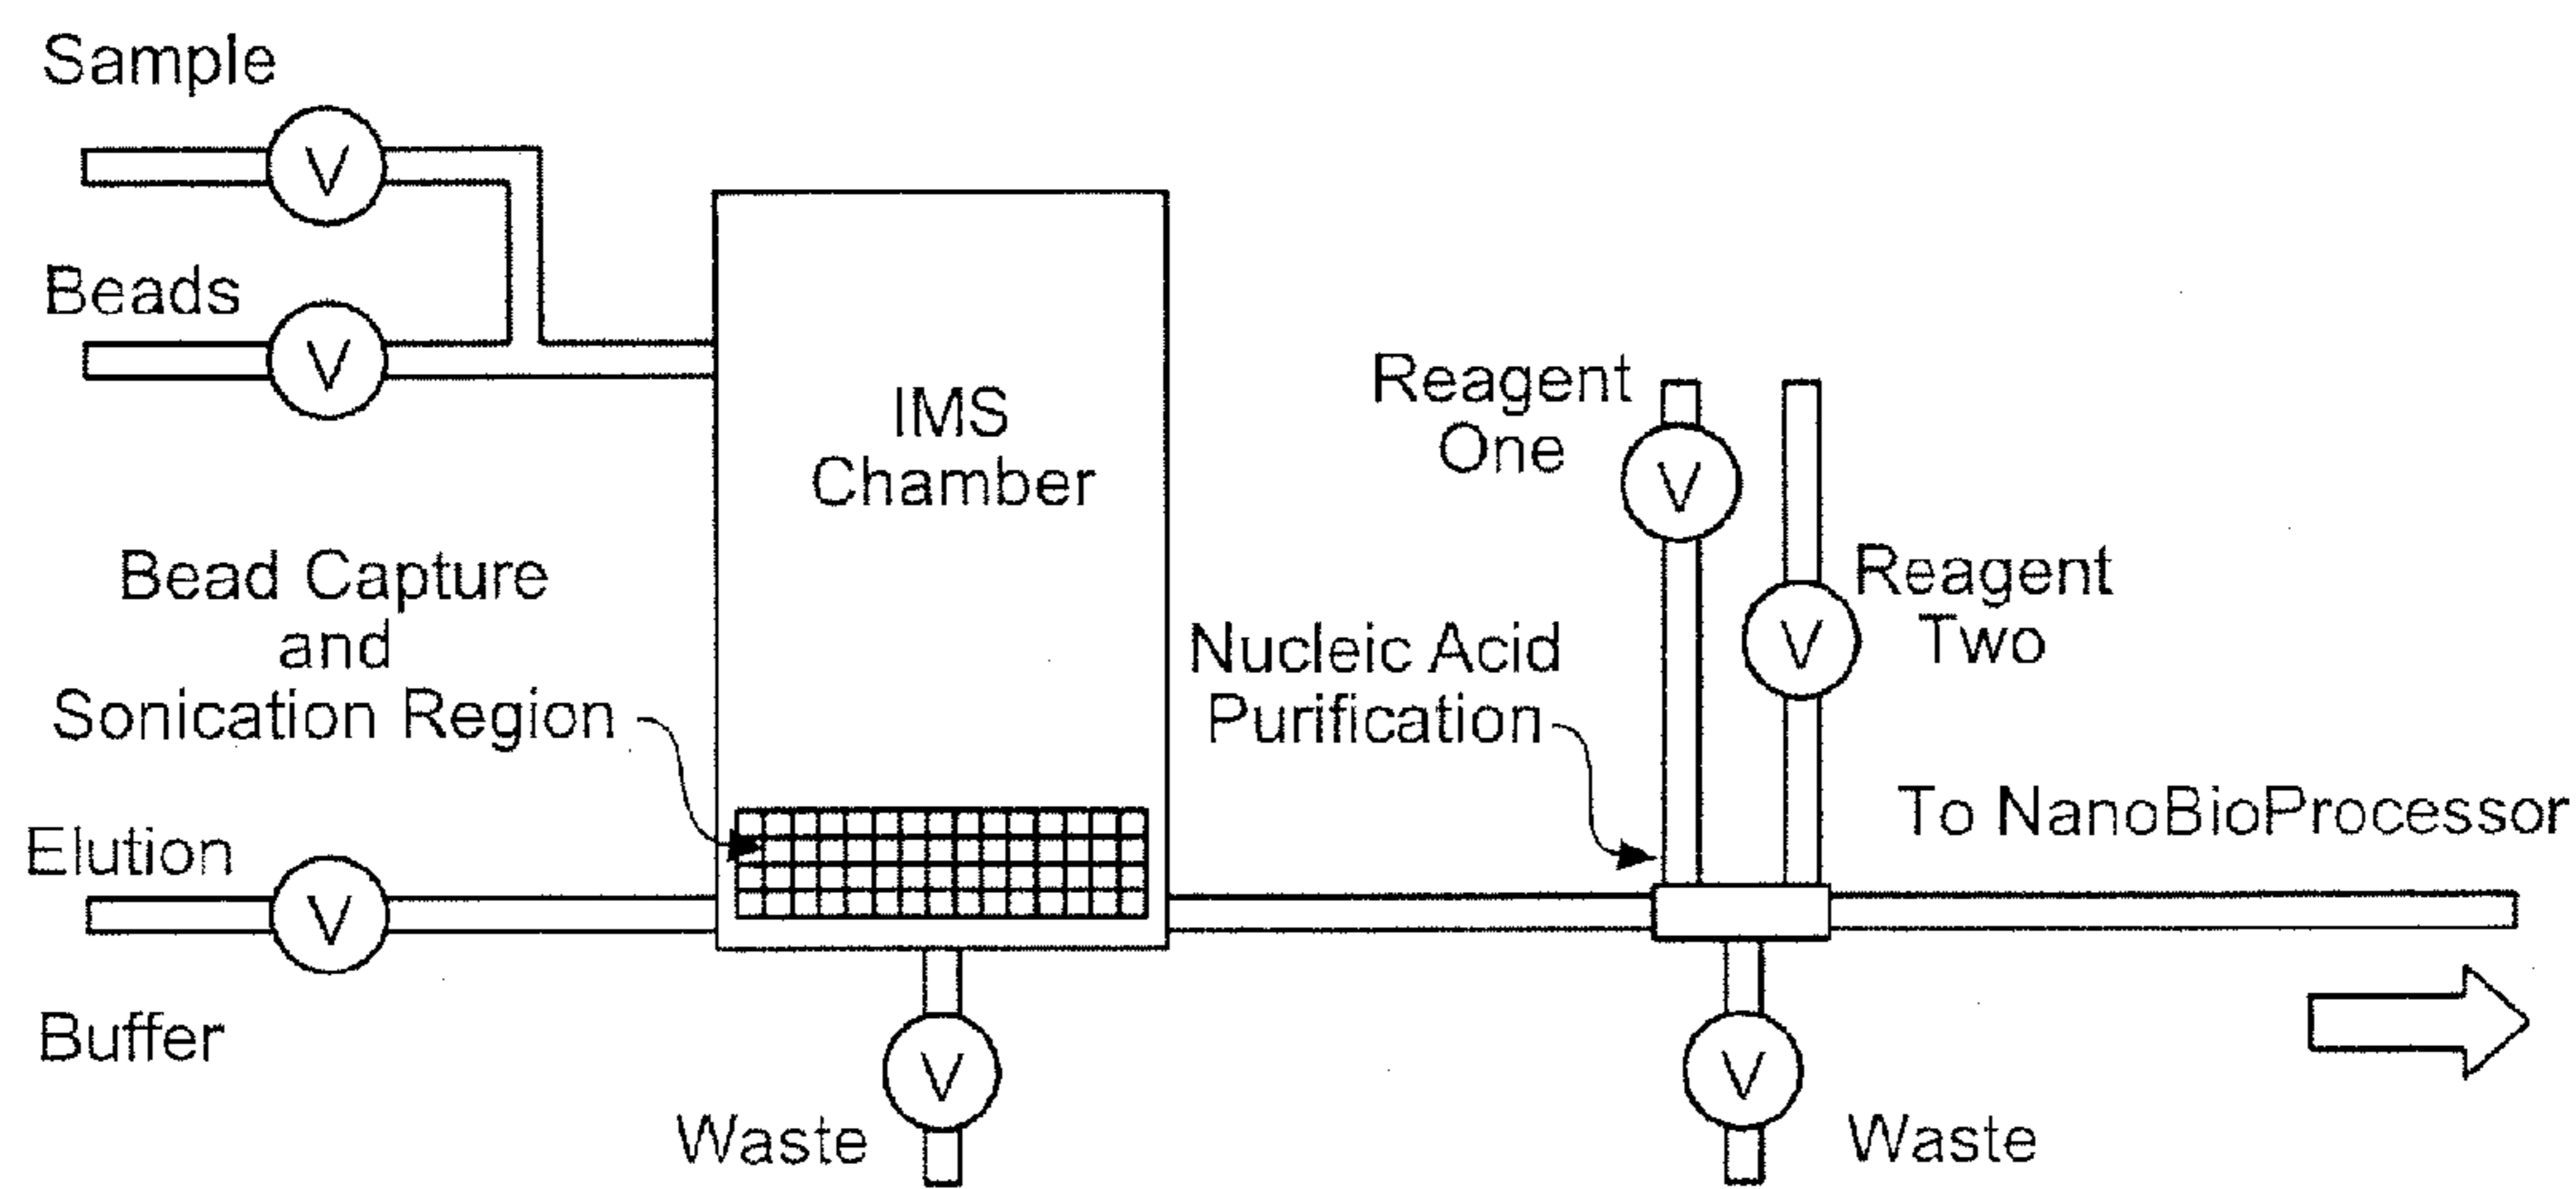 Sample
V
Beads
V
IMS
Chamber
Reagent
One
V
Bead Capture
and
Sonication Region
Reagent
Two
V
Nucleic Acid
Purification
To NanoBioProcessor
Elution
V
Buffer
V
Waste
V
Waste